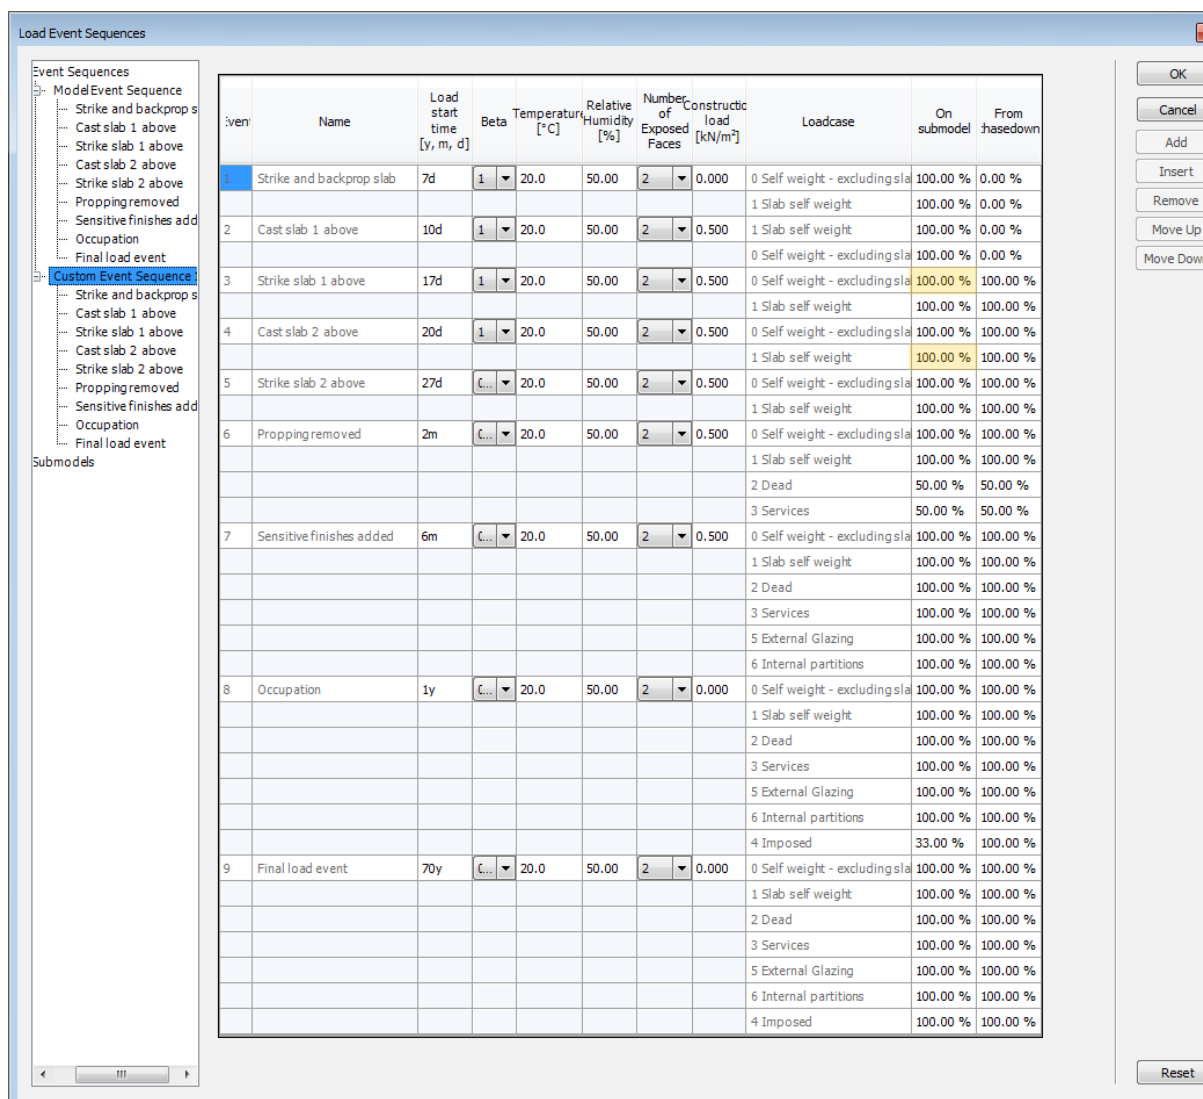 Load Event Sequences
Event Sequences
Model Event Sequence
Strike and backprop s
Cast slab 1 above
Strike slab 1 above
Cast slab 2 above
Strike slab 2 above
Propping removed
Sensitive finishes add
Occupation
Final load event
Custom Event Sequence
Strike and backprop s
Cast slab 1 above
Strike slab 1 above
Cast slab 2 above
Strike slab 2 above
Propping removed
Sensitive finishes add
Occupation
Final load event
Submodels
Even Name Load start time [y, m, d] Beta Temperature [°C] Relative Humidity [%] Number of Exposed Faces Constructio load [kN/m²] Loadcase On submodel From hasedown
1 Strike and backprop slab 7d 1 20.0 50.00 2 0.000 0 Self weight - excluding sla 100.00 % 0.00 %
1 Slab self weight 100.00 % 0.00 %
2 Cast slab 1 above 10d 1 20.0 50.00 2 0.500 1 Slab self weight 100.00 % 0.00 %
0 Self weight - excluding sla 100.00 % 0.00 %
3 Strike slab 1 above 17d 1 20.0 50.00 2 0.500 0 Self weight - excluding sla 100.00 % 100.00 %
1 Slab self weight 100.00 % 100.00 %
4 Cast slab 2 above 20d 1 20.0 50.00 2 0.500 0 Self weight - excluding sla 100.00 % 100.00 %
1 Slab self weight 100.00 % 100.00 %
5 Strike slab 2 above 27d 0... 20.0 50.00 2 0.500 0 Self weight - excluding sla 100.00 % 100.00 %
1 Slab self weight 100.00 % 100.00 %
6 Propping removed 2m 0... 20.0 50.00 2 0.500 0 Self weight - excluding sla 100.00 % 100.00 %
1 Slab self weight 100.00 % 100.00 %
2 Dead 50.00 % 50.00 %
3 Services 50.00 % 50.00 %
7 Sensitive finishes added 6m 0... 20.0 50.00 2 0.500 0 Self weight - excluding sla 100.00 % 100.00 %
1 Slab self weight 100.00 % 100.00 %
2 Dead 100.00 % 100.00 %
3 Services 100.00 % 100.00 %
5 External Glazing 100.00 % 100.00 %
6 Internal partitions 100.00 % 100.00 %
8 Occupation 1y 0... 20.0 50.00 2 0.000 0 Self weight - excluding sla 100.00 % 100.00 %
1 Slab self weight 100.00 % 100.00 %
2 Dead 100.00 % 100.00 %
3 Services 100.00 % 100.00 %
5 External Glazing 100.00 % 100.00 %
6 Internal partitions 100.00 % 100.00 %
4 Imposed 33.00 % 100.00 %
9 Final load event 70y 0... 20.0 50.00 2 0.000 0 Self weight - excluding sla 100.00 % 100.00 %
1 Slab self weight 100.00 % 100.00 %
2 Dead 100.00 % 100.00 %
3 Services 100.00 % 100.00 %
5 External Glazing 100.00 % 100.00 %
6 Internal partitions 100.00 % 100.00 %
4 Imposed 100.00 % 100.00 %
OK
Cancel
Add
Insert
Remove
Move Up
Move Dow
Reset